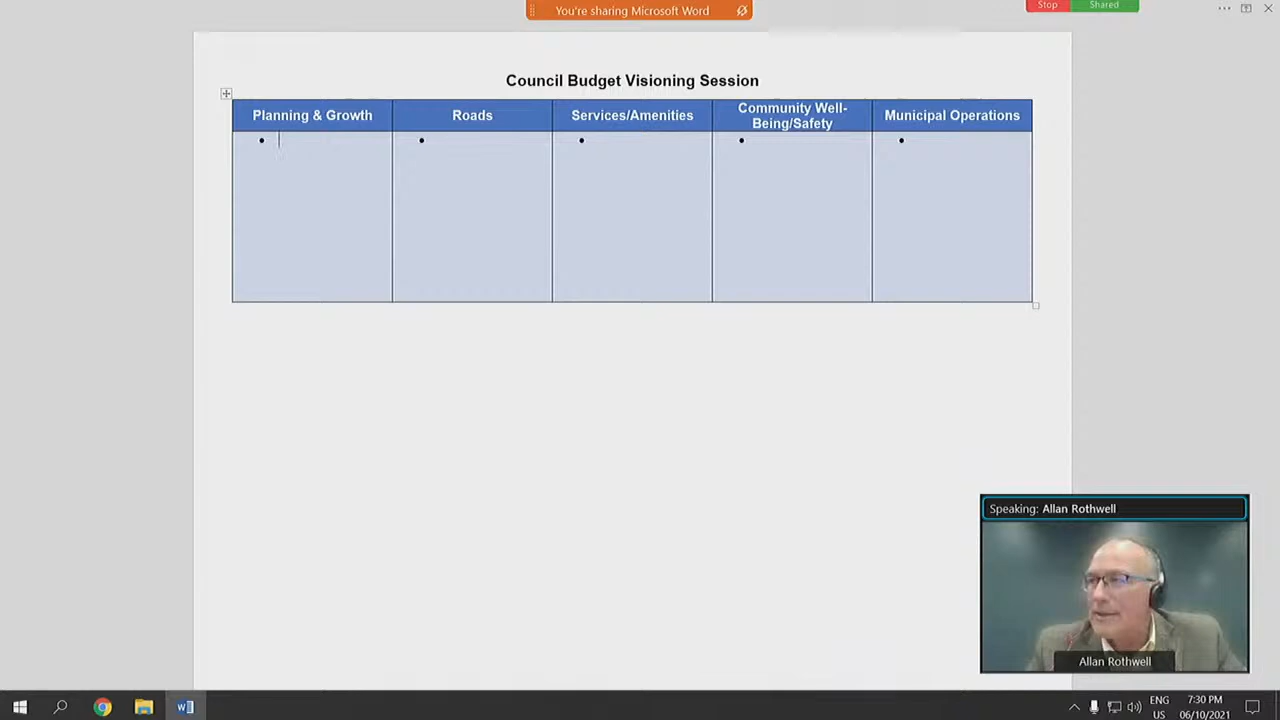 You're sharing Microsoft Word
Stop
Shared
Council Budget Visioning Session
Planning & Growth
Roads
Services/Amenities
Community Well-
Being/Safety
Municipal Operations
Speaking: Allan Rothwell
Allan Rothwell
ENG
US
7:30 PM
06/10/2021